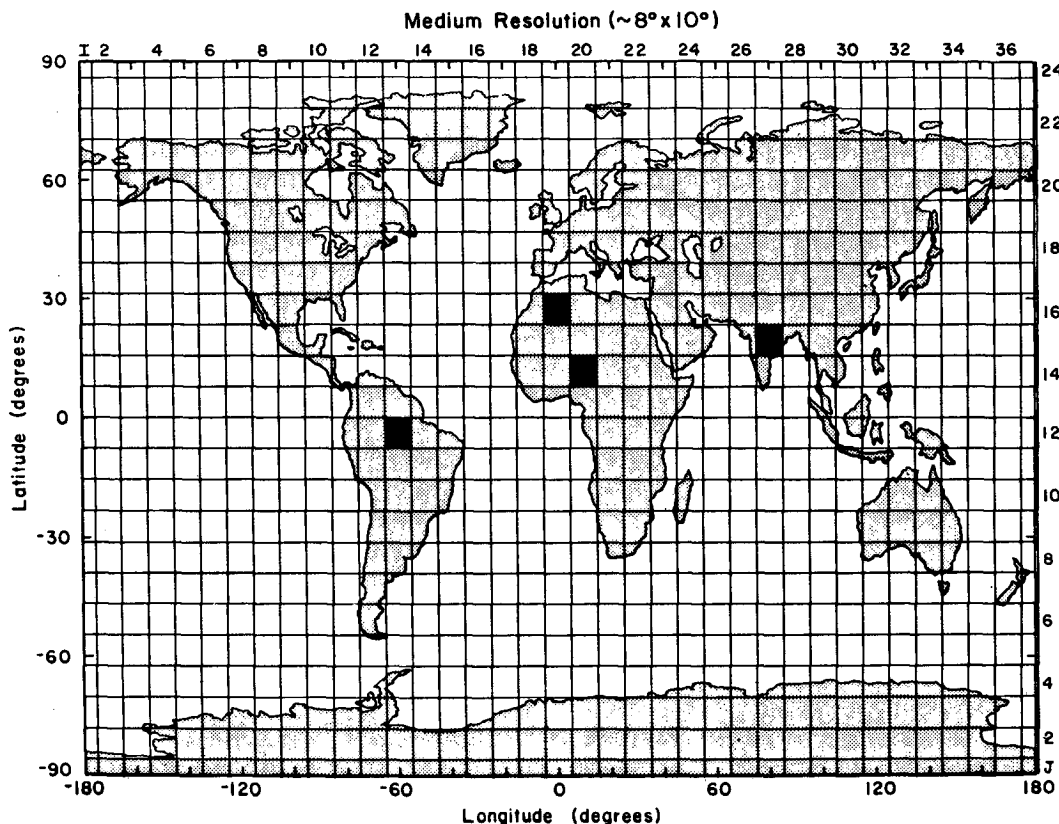 Medium Resolution (~8°x10°)
I 2 4 6 8 10 12 14 16 18 20 22 24 26 28 30 32 34 36
90 24
22
60 20
18
30 16
14
0 12
10
-30 8
6
-60 4
2
-90 J
-180 -120 -60 0 60 120 180
Latitude (degrees)
Longitude (degrees)